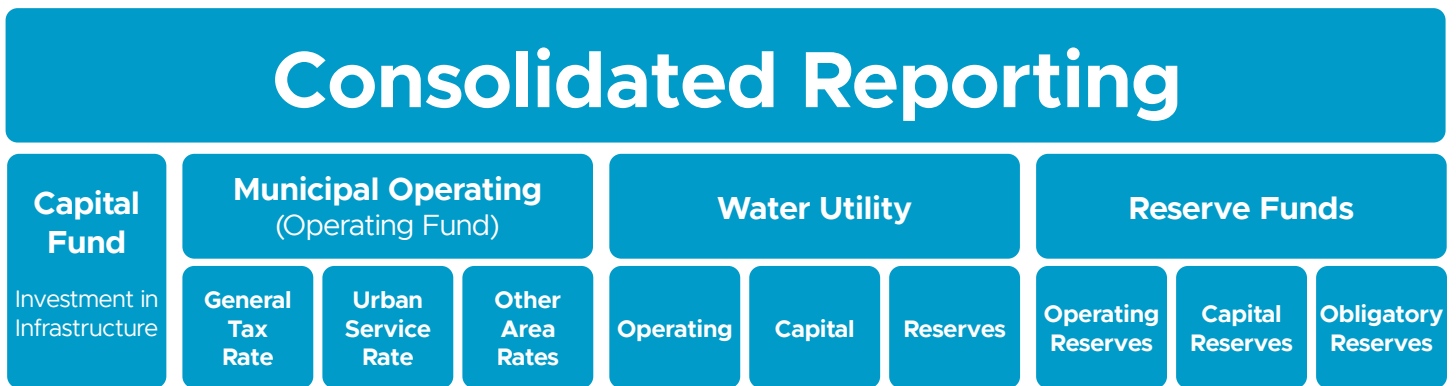 Consolidated Reporting
Capital
Fund
Investment in
Infrastructure
Municipal Operating
(Operating Fund)
General
Tax
Rate
Urban
Service
Rate
Other
Area
Rates
Water Utility
Operating
Capital
Reserves
Reserve Funds
Operating
Reserves
Capital
Reserves
Obligatory
Reserves